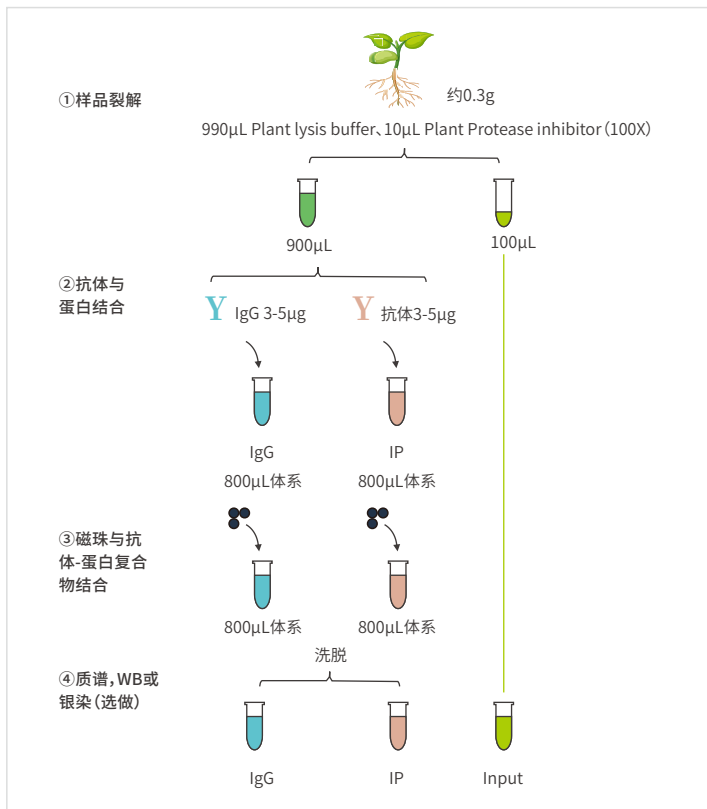 约0.3g
①样品裂解
990μL Plant lysis buffer、10μL Plant Protease inhibitor（100X）
900μL
100μL
②抗体与
蛋白结合
Y IgG 3-5μg
Y 抗体3-5μg
IgG
IP
800μL体系
800μL体系
③磁珠与抗
体-蛋白复合
物结合
800μL体系
800μL体系
洗脱
④质谱，WB或
银染（选做）
IgG
IP
Input